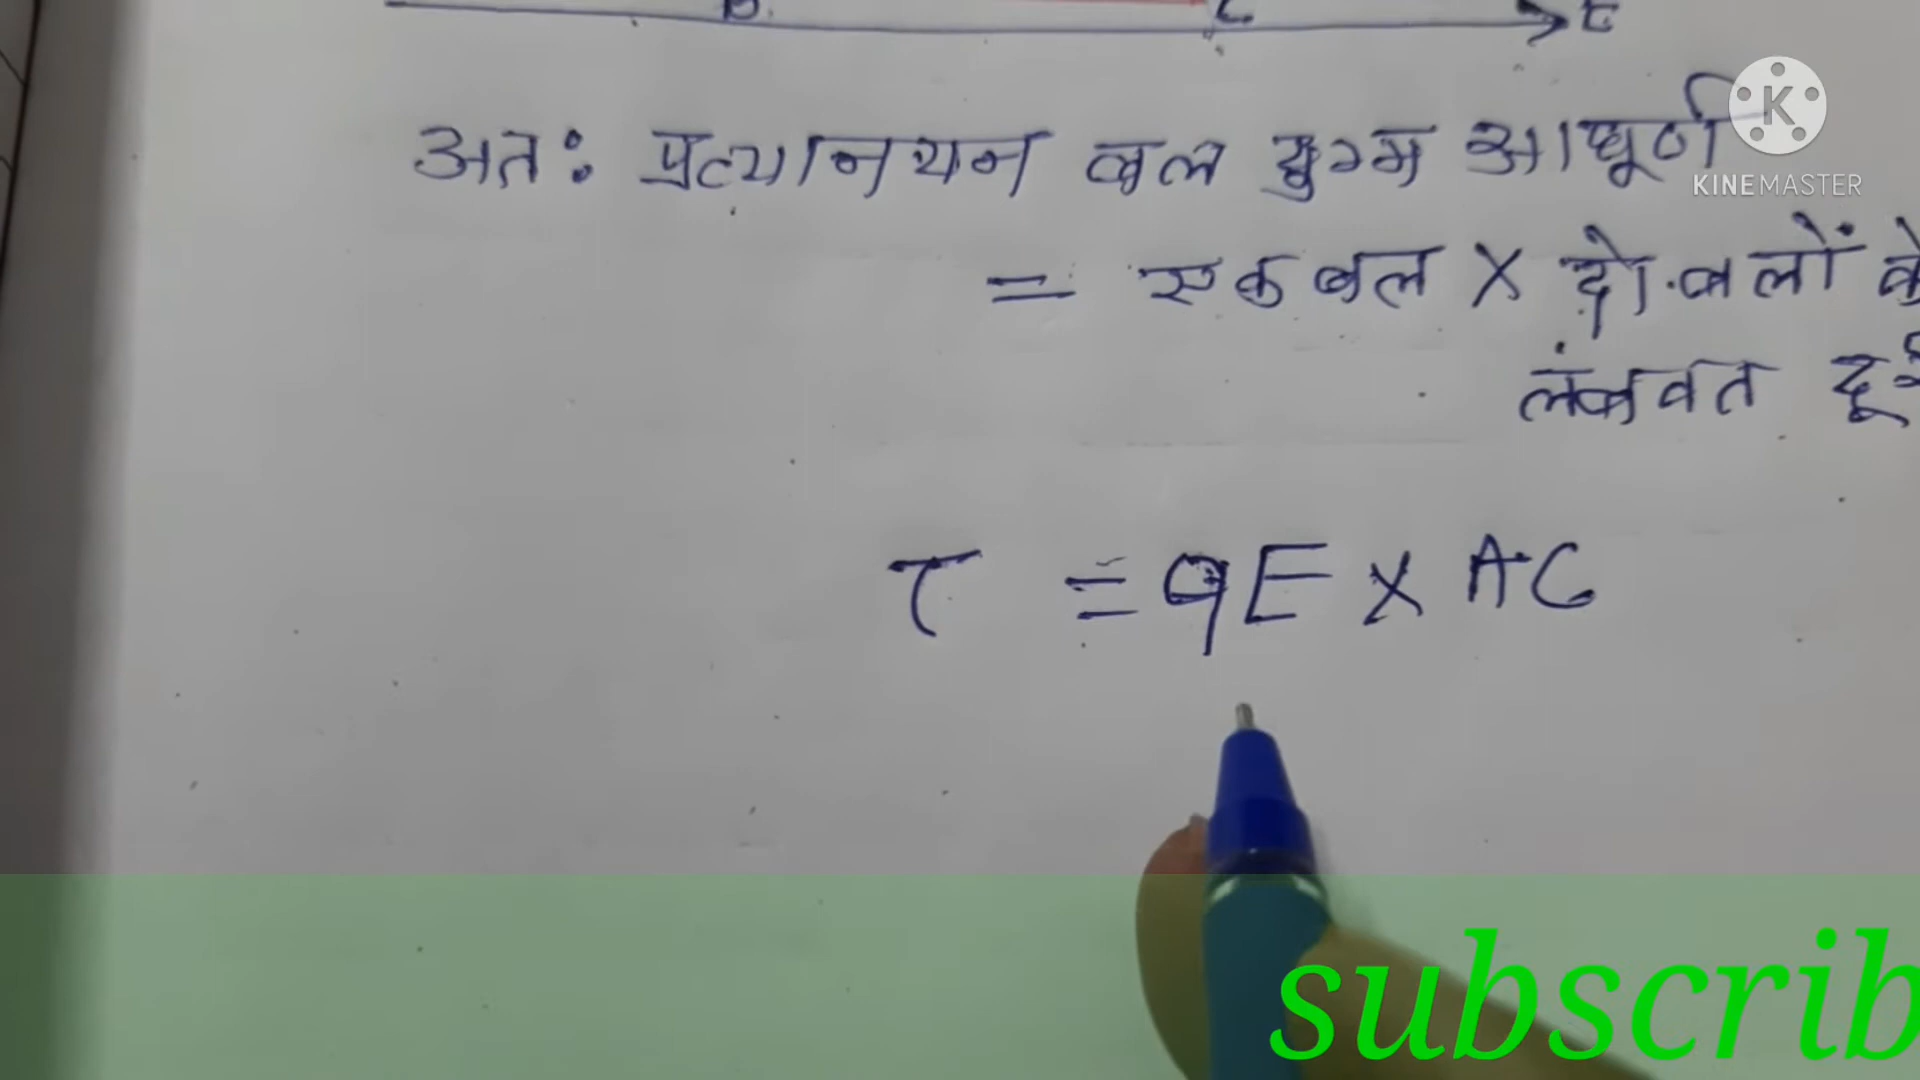 अतः प्रत्यानयन बल युग्म आघूर्ण
= एक बल X दो बलों के
लंबवत
τ = qE X AC
KINEMASTER
subscrib